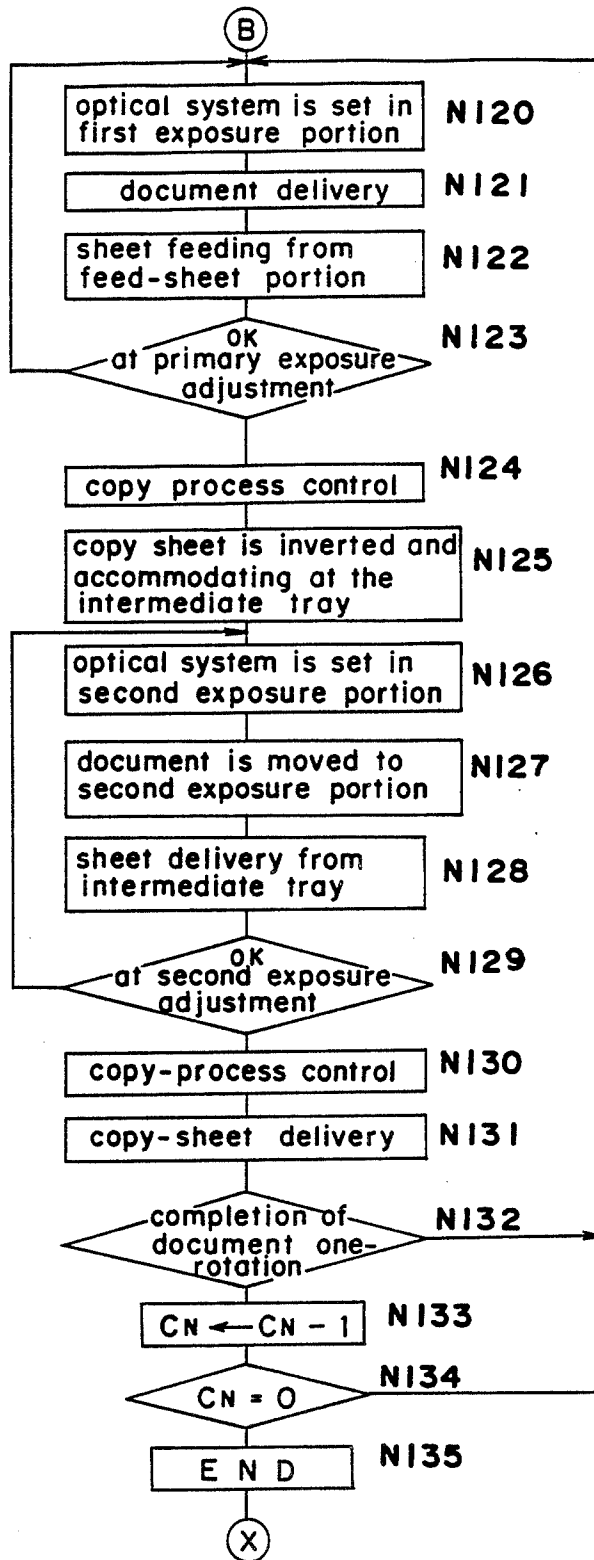 B
optical system is set in
first exposure portion
N120
document delivery
N121
sheet feeding from
feed-sheet portion
N122
OK
at primary exposure
adjustment
N123
copy process control
N124
copy sheet is inverted and
accommodating at the
intermediate tray
N125
optical system is set in
second exposure portion
N126
document is moved to
second exposure portion
N127
sheet delivery from
intermediate tray
N128
OK
at second exposure
adjustment
N129
copy-process control
N130
copy-sheet delivery
N131
completion of
document one-
rotation
N132
CN ← CN - 1
N133
CN = 0
N134
END
N135
X